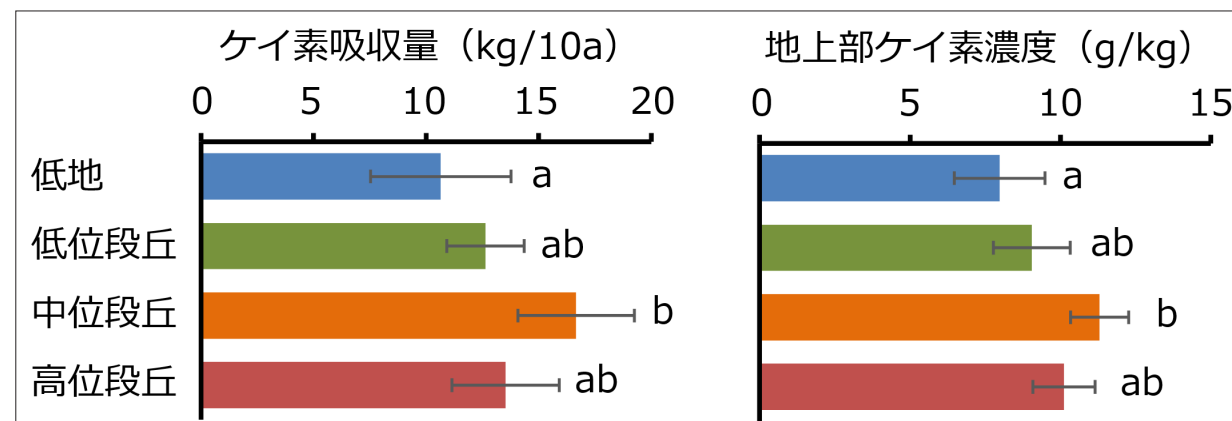 ケイ素吸収量（kg/10a）
0 5 10 15 20
地上部ケイ素濃度（g/kg）
0 5 10 15
低地 a a
低位段丘 ab ab
中位段丘 b b
高位段丘 ab ab